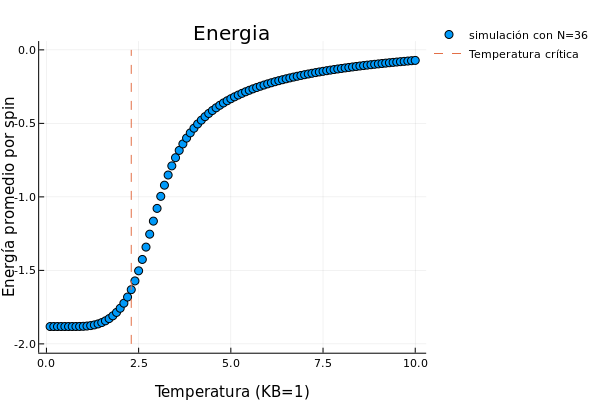 Energia
simulación con N=36
Temperatura crítica
Energía promedio por spin
0.0
-0.5
-1.0
-1.5
-2.0
0.0 2.5 5.0 7.5 10.0
Temperatura (KB=1)